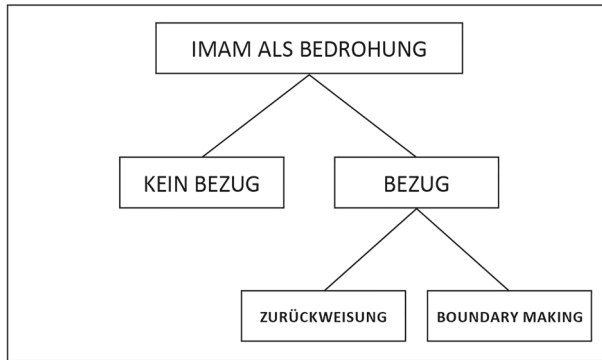 IMAM ALS BEDROHUNG
KEIN BEZUG
BEZUG
ZURÜCKWEISUNG
BOUNDARY MAKING